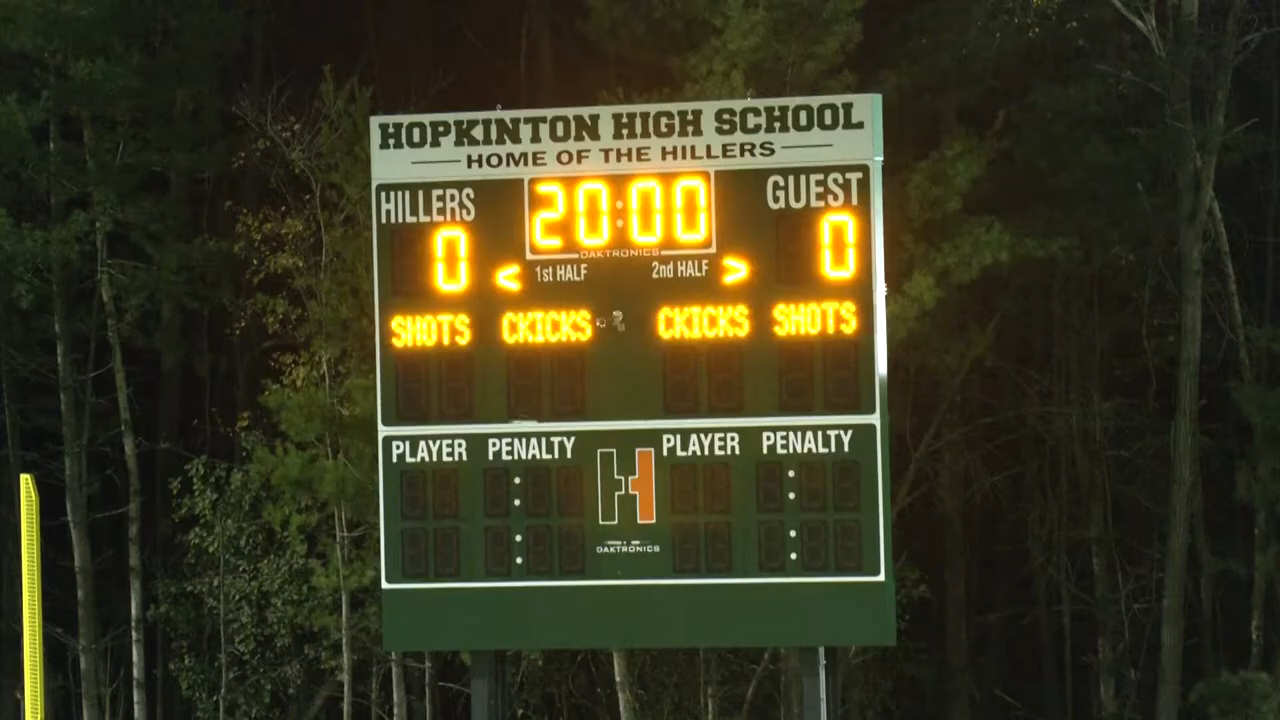 HOPKINTON HIGH SCHOOL
HOME OF THE HILLERS
HILLERS 20:00 GUEST
0 DAKTRONICS 0
< 1st HALF 2nd HALF >
SHOTS CKICKS CKICKS SHOTS
PLAYER PENALTY PLAYER PENALTY
H
DAKTRONICS